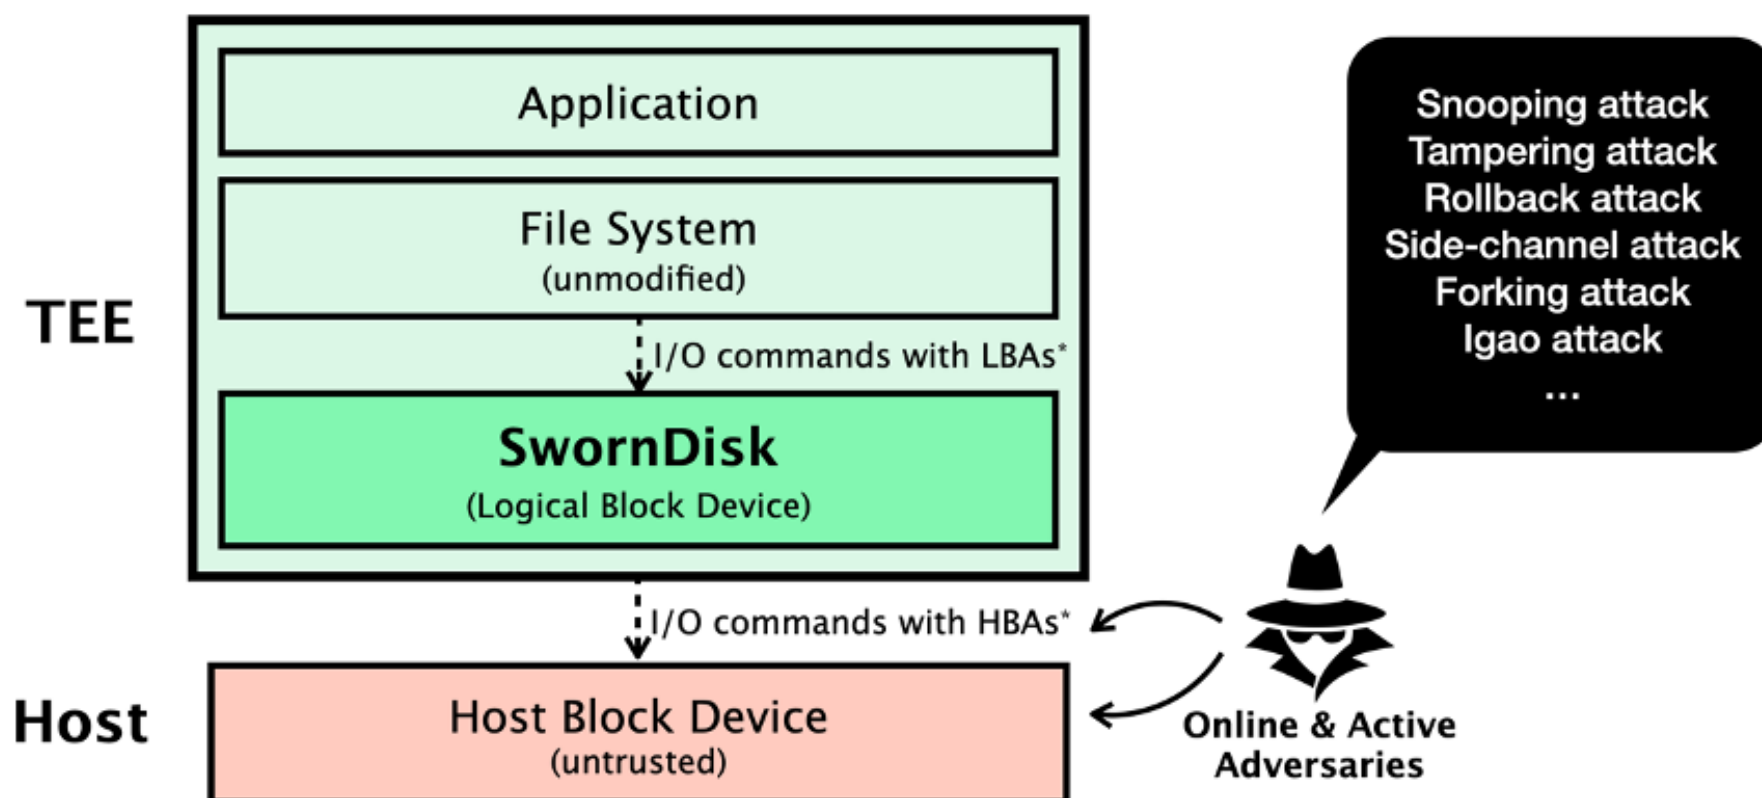 Application
File System
(unmodified)
TEE
I/O commands with LBAs*
SwornDisk
(Logical Block Device)
I/O commands with HBAs*
Host
Host Block Device
(untrusted)
Snooping attack
Tampering attack
Rollback attack
Side-channel attack
Forking attack
Igao attack
...
Online & Active
Adversaries